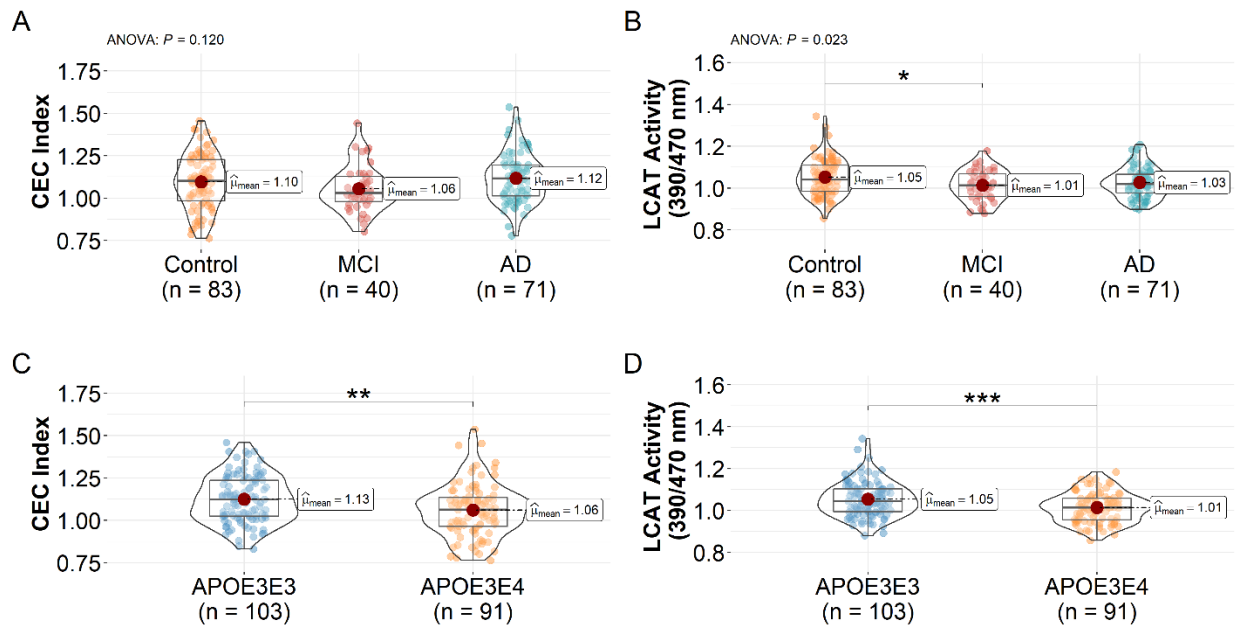 A
ANOVA: P = 0.120
CEC Index
1.75
1.50
1.25
1.00
0.75
μ̂mean = 1.10
μ̂mean = 1.06
μ̂mean = 1.12
Control
(n = 83)
MCI
(n = 40)
AD
(n = 71)
B
ANOVA: P = 0.023
LCAT Activity
(390/470 nm)
1.6
1.4
1.2
1.0
0.8
*
μ̂mean = 1.05
μ̂mean = 1.01
μ̂mean = 1.03
Control
(n = 83)
MCI
(n = 40)
AD
(n = 71)
C
CEC Index
1.75
1.50
1.25
1.00
0.75
**
μ̂mean = 1.13
μ̂mean = 1.06
APOE3E3
(n = 103)
APOE3E4
(n = 91)
D
LCAT Activity
(390/470 nm)
1.6
1.4
1.2
1.0
0.8
***
μ̂mean = 1.05
μ̂mean = 1.01
APOE3E3
(n = 103)
APOE3E4
(n = 91)